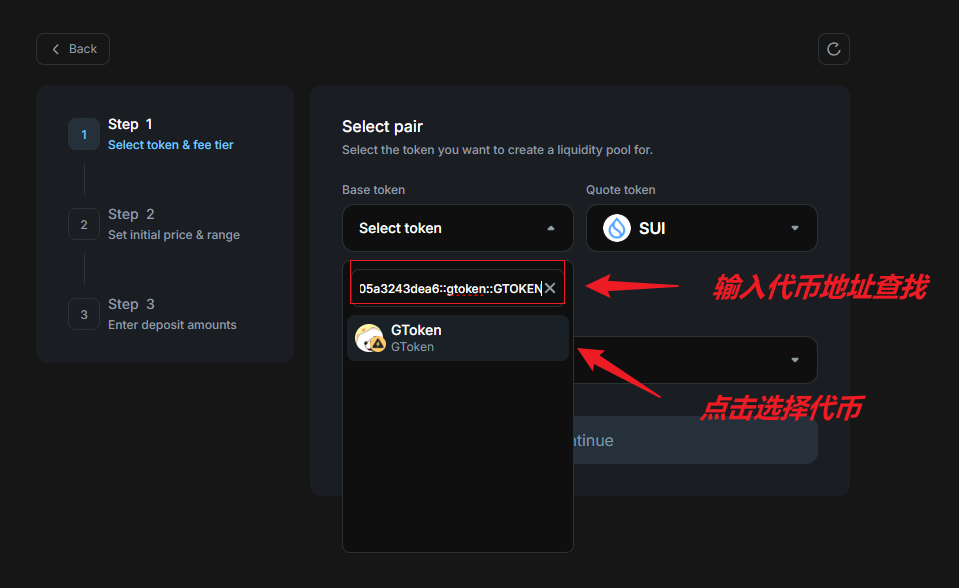 Back
Step 1
Select token & fee tier
1
Step 2
Set initial price & range
2
Step 3
Enter deposit amounts
3
Select pair
Select the token you want to create a liquidity pool for.
Base token
Quote token
Select token
SUI
05a3243dea6::gtoken::GTOKEN
输入代币地址查找
GToken
GToken
点击选择代币